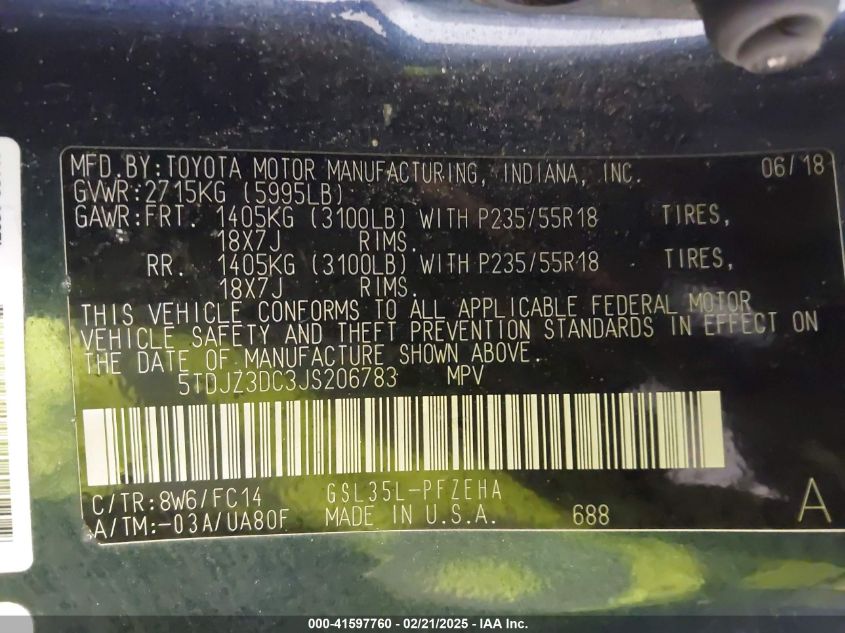 MFD.BY:TOYOTA MOTOR MANUFACTURING, INDIANA, INC. 06/18
GVWR:2715KG (5995LB)
GAWR:FRT. 1405KG (3100LB) WITH P235/55R18 TIRES,
18X7J RIMS.
RR. 1405KG (3100LB) WITH P235/55R18 TIRES,
18X7J RIMS.
THIS VEHICLE CONFORMS TO ALL APPLICABLE FEDERAL MOTOR
VEHICLE SAFETY AND THEFT PREVENTION STANDARDS IN EFFECT ON
THE DATE OF MANUFACTURE SHOWN ABOVE.
5TDJZ3DC3JS206783 MPV
C/TR:8W6/FC14 GSL35L-PFZEHA
A/TM:-03A/UA80F MADE IN U.S.A. 688 A
000-41597760 - 02/21/2025 - IAA Inc.